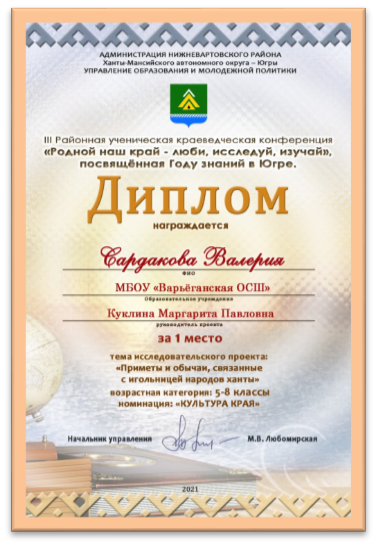 АДМИНИСТРАЦИЯ НИЖНЕВАРТОВСКОГО РАЙОНА
Ханты-Мансийского автономного округа – Югры
УПРАВЛЕНИЕ ОБРАЗОВАНИЯ И МОЛОДЕЖНОЙ ПОЛИТИКИ
III Районная ученическая краеведческая конференция
«Родной наш край - люби, исследуй, изучай»,
посвящённая Году знаний в Югре.
Диплом
награждается
Сардакова Валерия
ФИО
МБОУ «Варьёганская ОСШ»
Образовательное учреждение
Куклина Маргарита Павловна
руководитель проекта
за 1 место
тема исследовательского проекта:
«Приметы и обычаи, связанные
с игольницей народов ханты»
возрастная категория: 5-8 классы
номинация: «КУЛЬТУРА КРАЯ»
Начальник управления М.В. Любомирская
2021